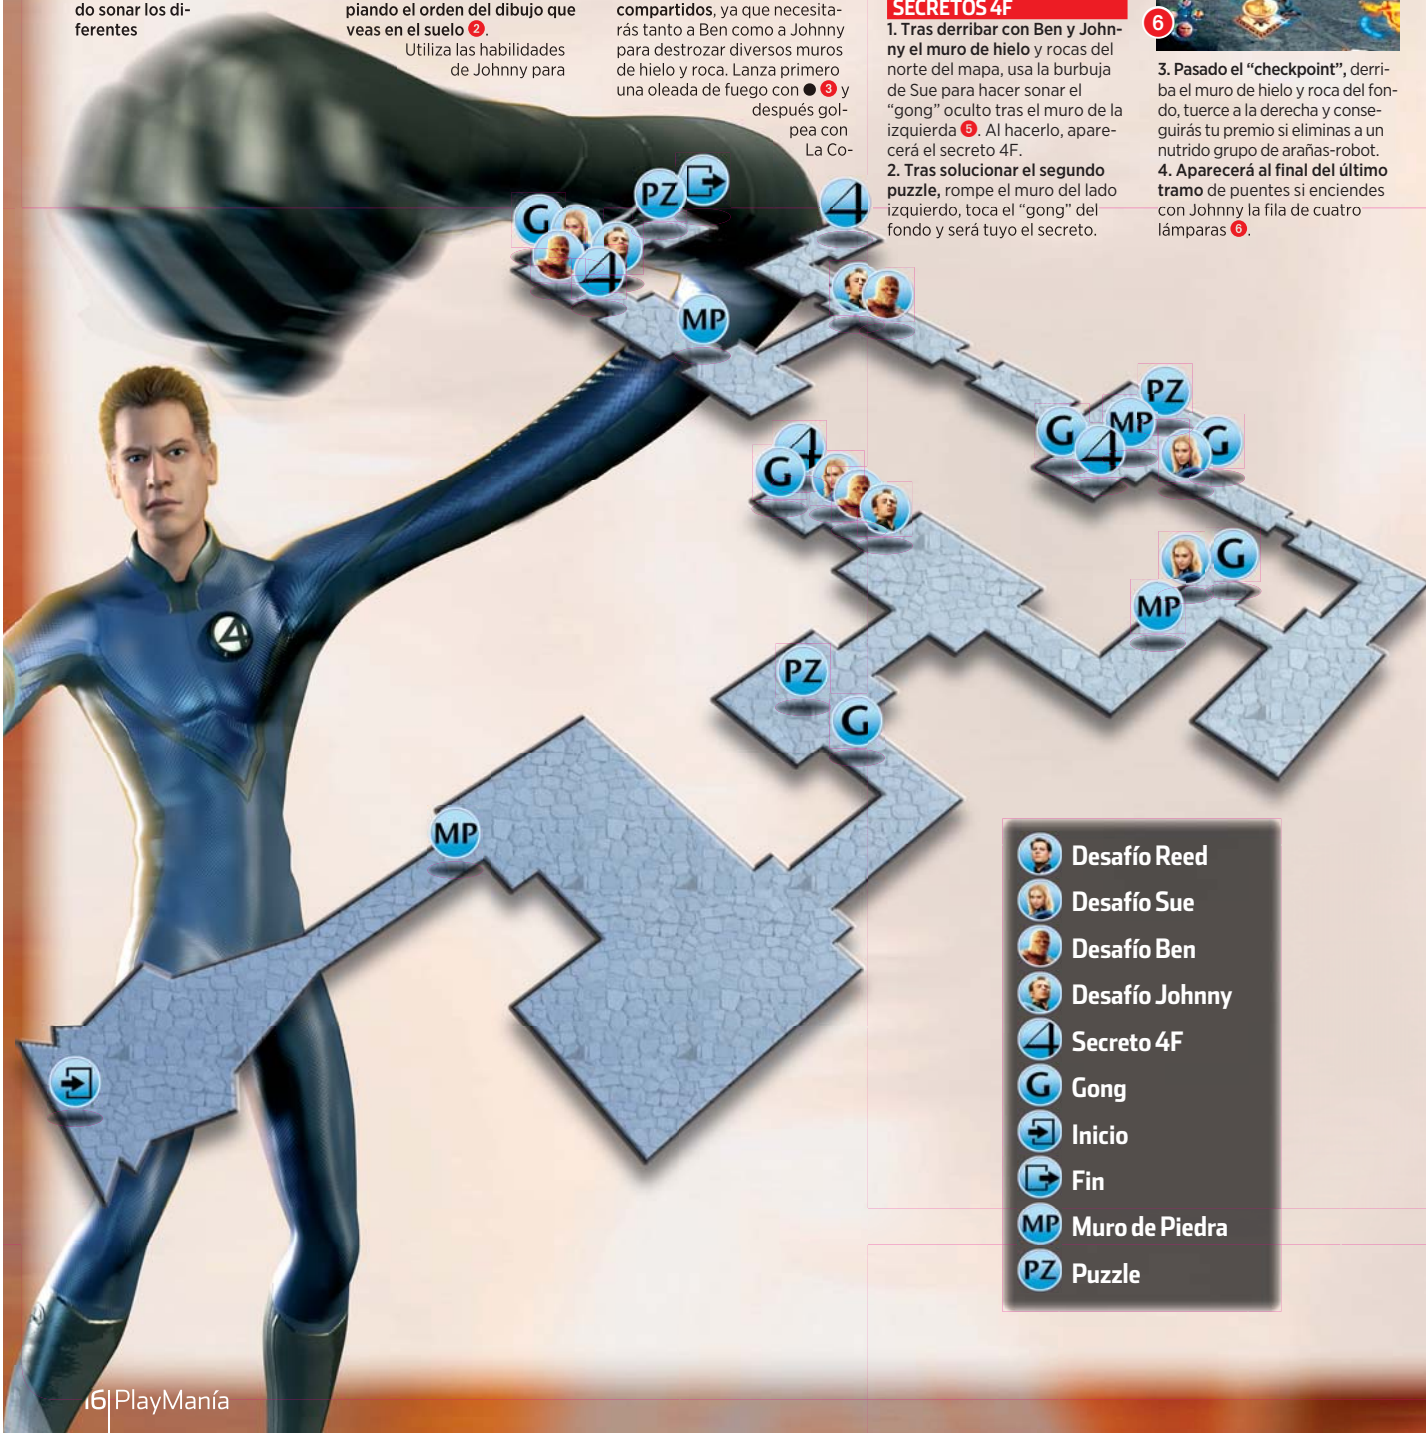 do sonar los di-
ferentes
piando el orden del dibujo que
veas en el suelo 2.
Utiliza las habilidades
de Johnny para
compartidos, ya que necesita-
rás tanto a Ben como a Johnny
para destrozar diversos muros
de hielo y roca. Lanza primero
una oleada de fuego con ● 3 y
después gol-
pea con
La Co-
SECRETOS 4F
1. Tras derribar con Ben y John-
ny el muro de hielo y rocas del
norte del mapa, usa la burbuja
de Sue para hacer sonar el
“gong” oculto tras el muro de la
izquierda 5. Al hacerlo, apare-
cerá el secreto 4F.
2. Tras solucionar el segundo
puzzle, rompe el muro del lado
izquierdo, toca el “gong” del
fondo y será tuyo el secreto.
6
3. Pasado el “checkpoint”, derri-
ba el muro de hielo y roca del fon-
do, tuerce a la derecha y conse-
guirás tu premio si eliminas a un
nutrido grupo de arañas-robot.
4. Aparecerá al final del último
tramo de puentes si enciendes
con Johnny la fila de cuatro
lámparas 6.
G
PZ
4
4
MP
PZ
G
MP
4
G
4
G
G
MP
PZ
G
MP
4
Desafío Reed
Desafío Sue
Desafío Ben
Desafío Johnny
4 Secreto 4F
G Gong
Inicio
Fin
MP Muro de Piedra
PZ Puzzle
16 PlayManía